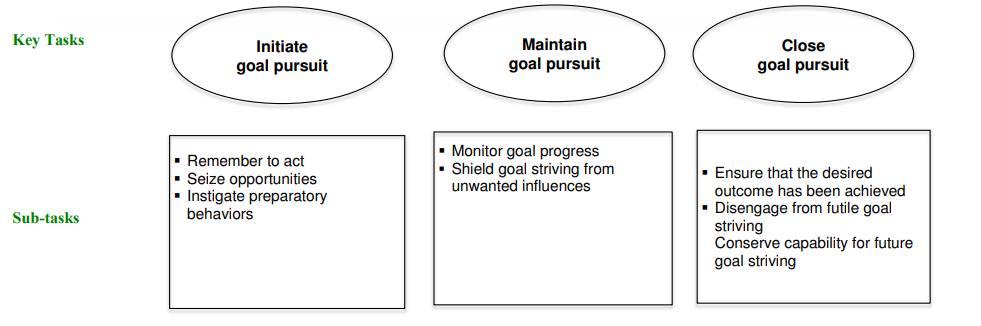 Key Tasks
Initiate
goal pursuit
Maintain
goal pursuit
Close
goal pursuit
Sub-tasks
▪ Remember to act
▪ Seize opportunities
▪ Instigate preparatory
behaviors
▪ Monitor goal progress
▪ Shield goal striving from
unwanted influences
▪ Ensure that the desired
outcome has been achieved
▪ Disengage from futile goal
striving
Conserve capability for future
goal striving